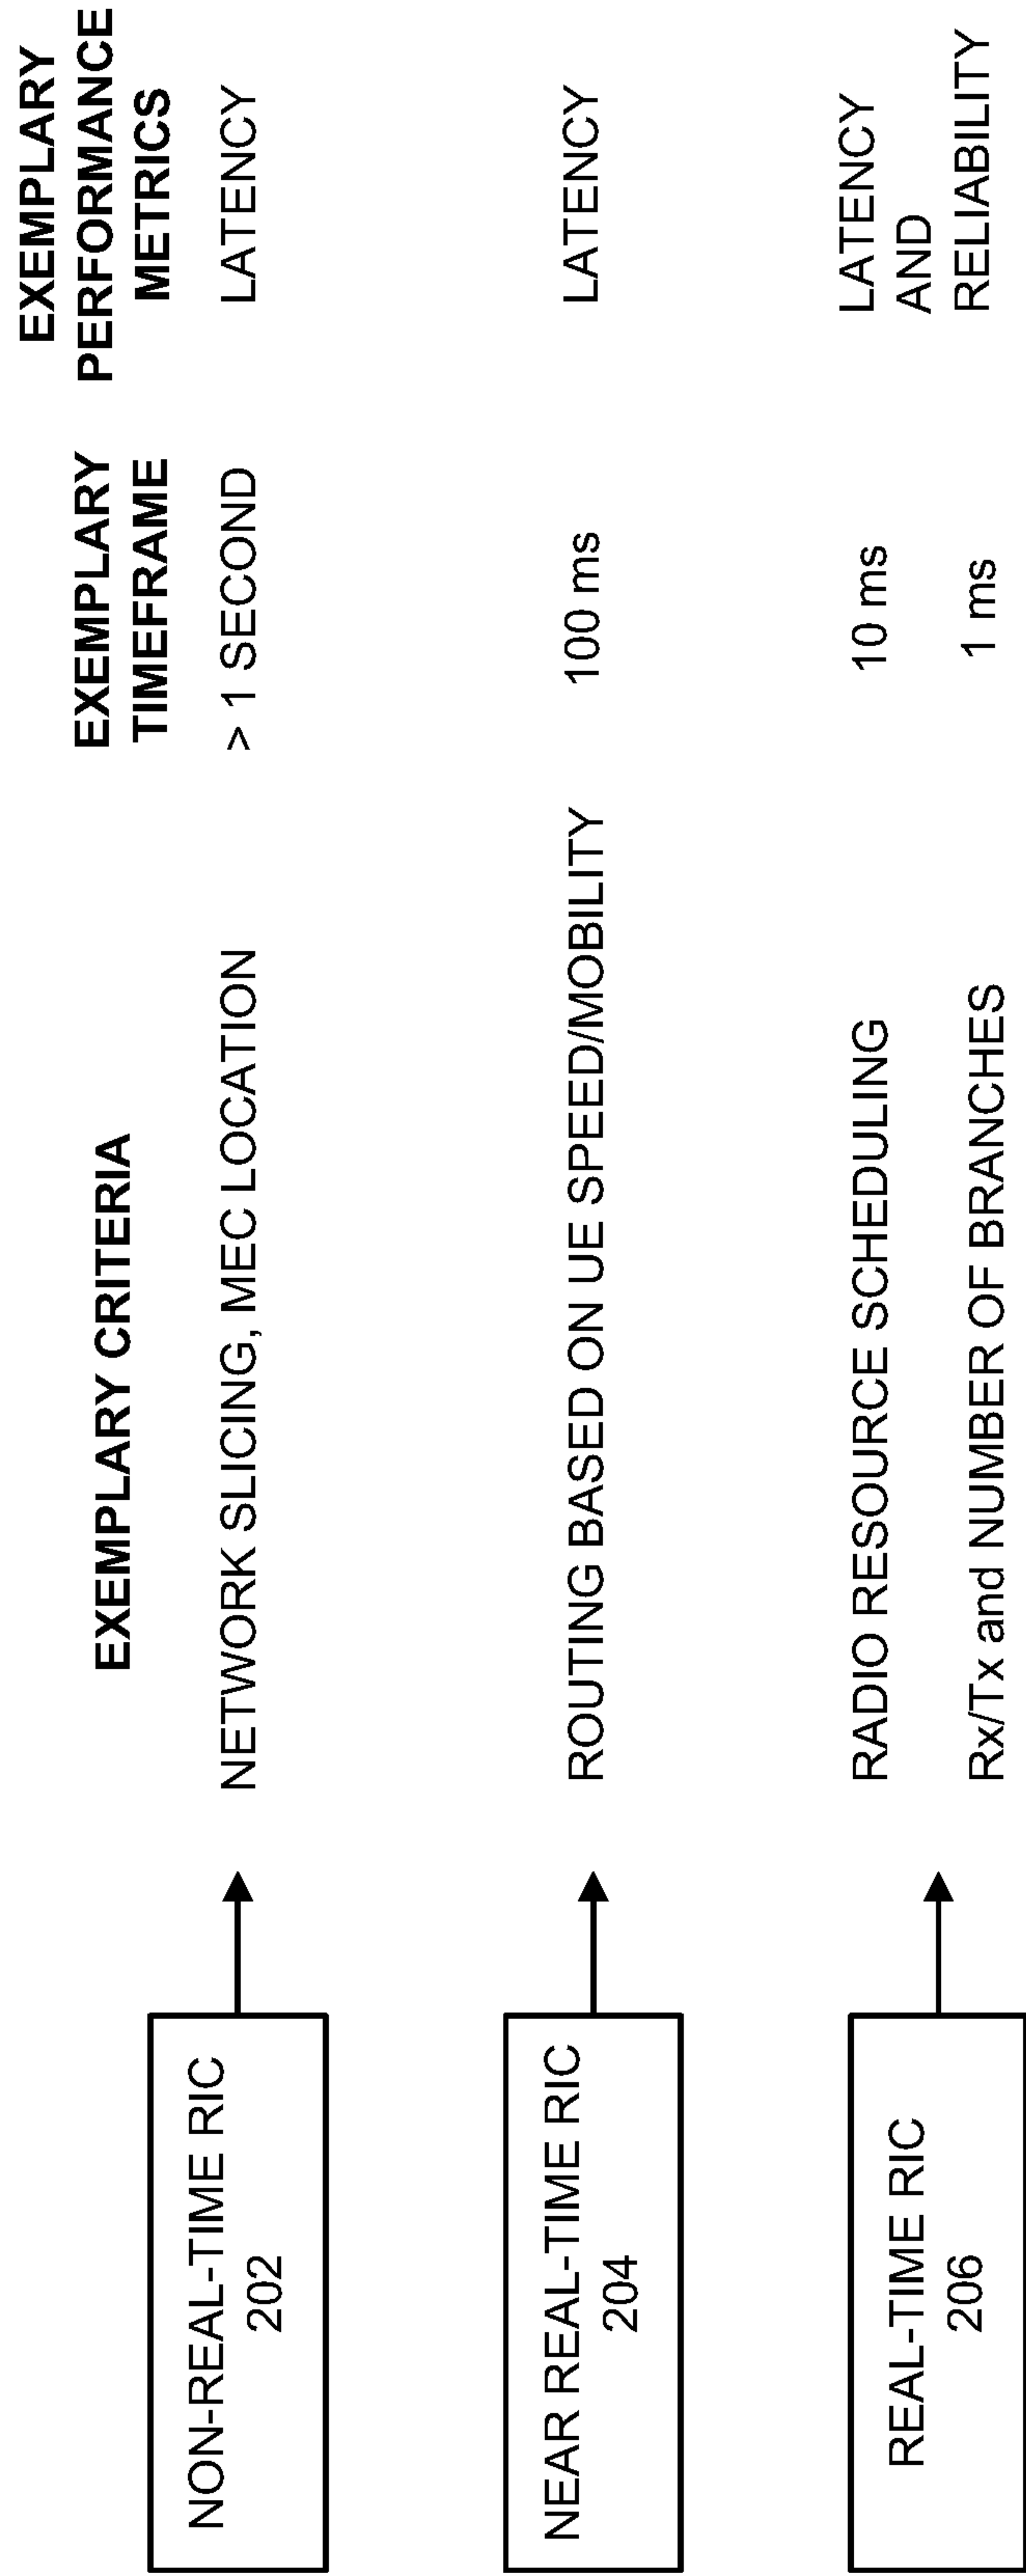 EXEMPLARY CRITERIA
EXEMPLARY
TIMEFRAME
EXEMPLARY
PERFORMANCE
METRICS
NON-REAL-TIME RIC
202
NETWORK SLICING, MEC LOCATION
> 1 SECOND
LATENCY
NEAR REAL-TIME RIC
204
ROUTING BASED ON UE SPEED/MOBILITY
100 ms
LATENCY
REAL-TIME RIC
206
RADIO RESOURCE SCHEDULING
10 ms
Rx/Tx and NUMBER OF BRANCHES
1 ms
LATENCY
AND
RELIABILITY